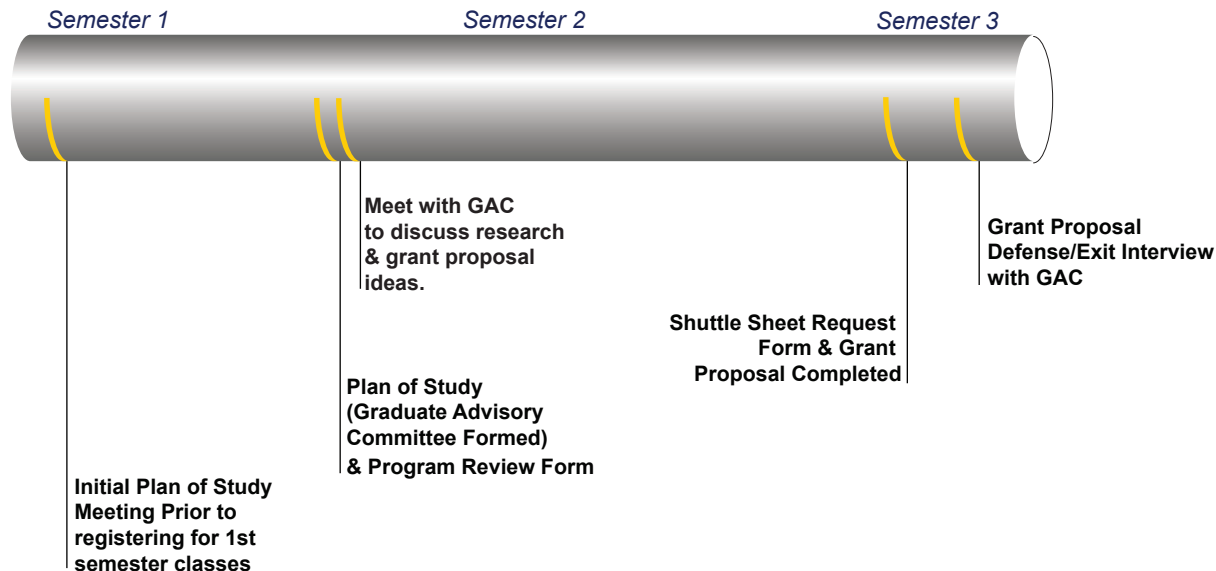 Semester 1
Semester 2
Semester 3
Meet with GAC
to discuss research
& grant proposal
ideas.
Grant Proposal
Defense/Exit Interview
with GAC
Shuttle Sheet Request
Form & Grant
Proposal Completed
Plan of Study
(Graduate Advisory
Committee Formed)
& Program Review Form
Initial Plan of Study
Meeting Prior to
registering for 1st
semester classes